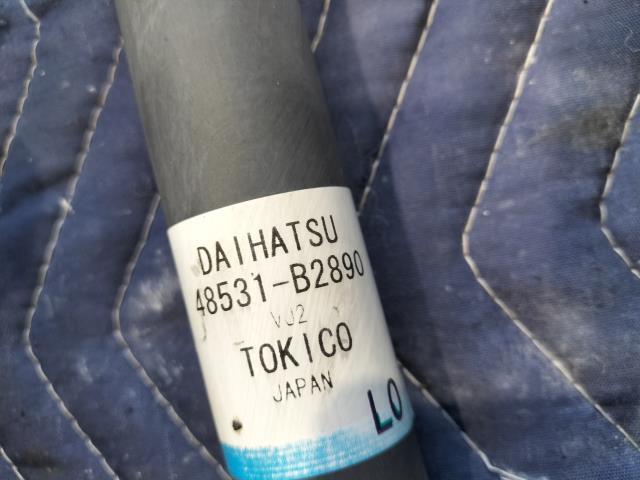 DAIHATSU
48531-B2890
VJ2
TOKICO
JAPAN
LO